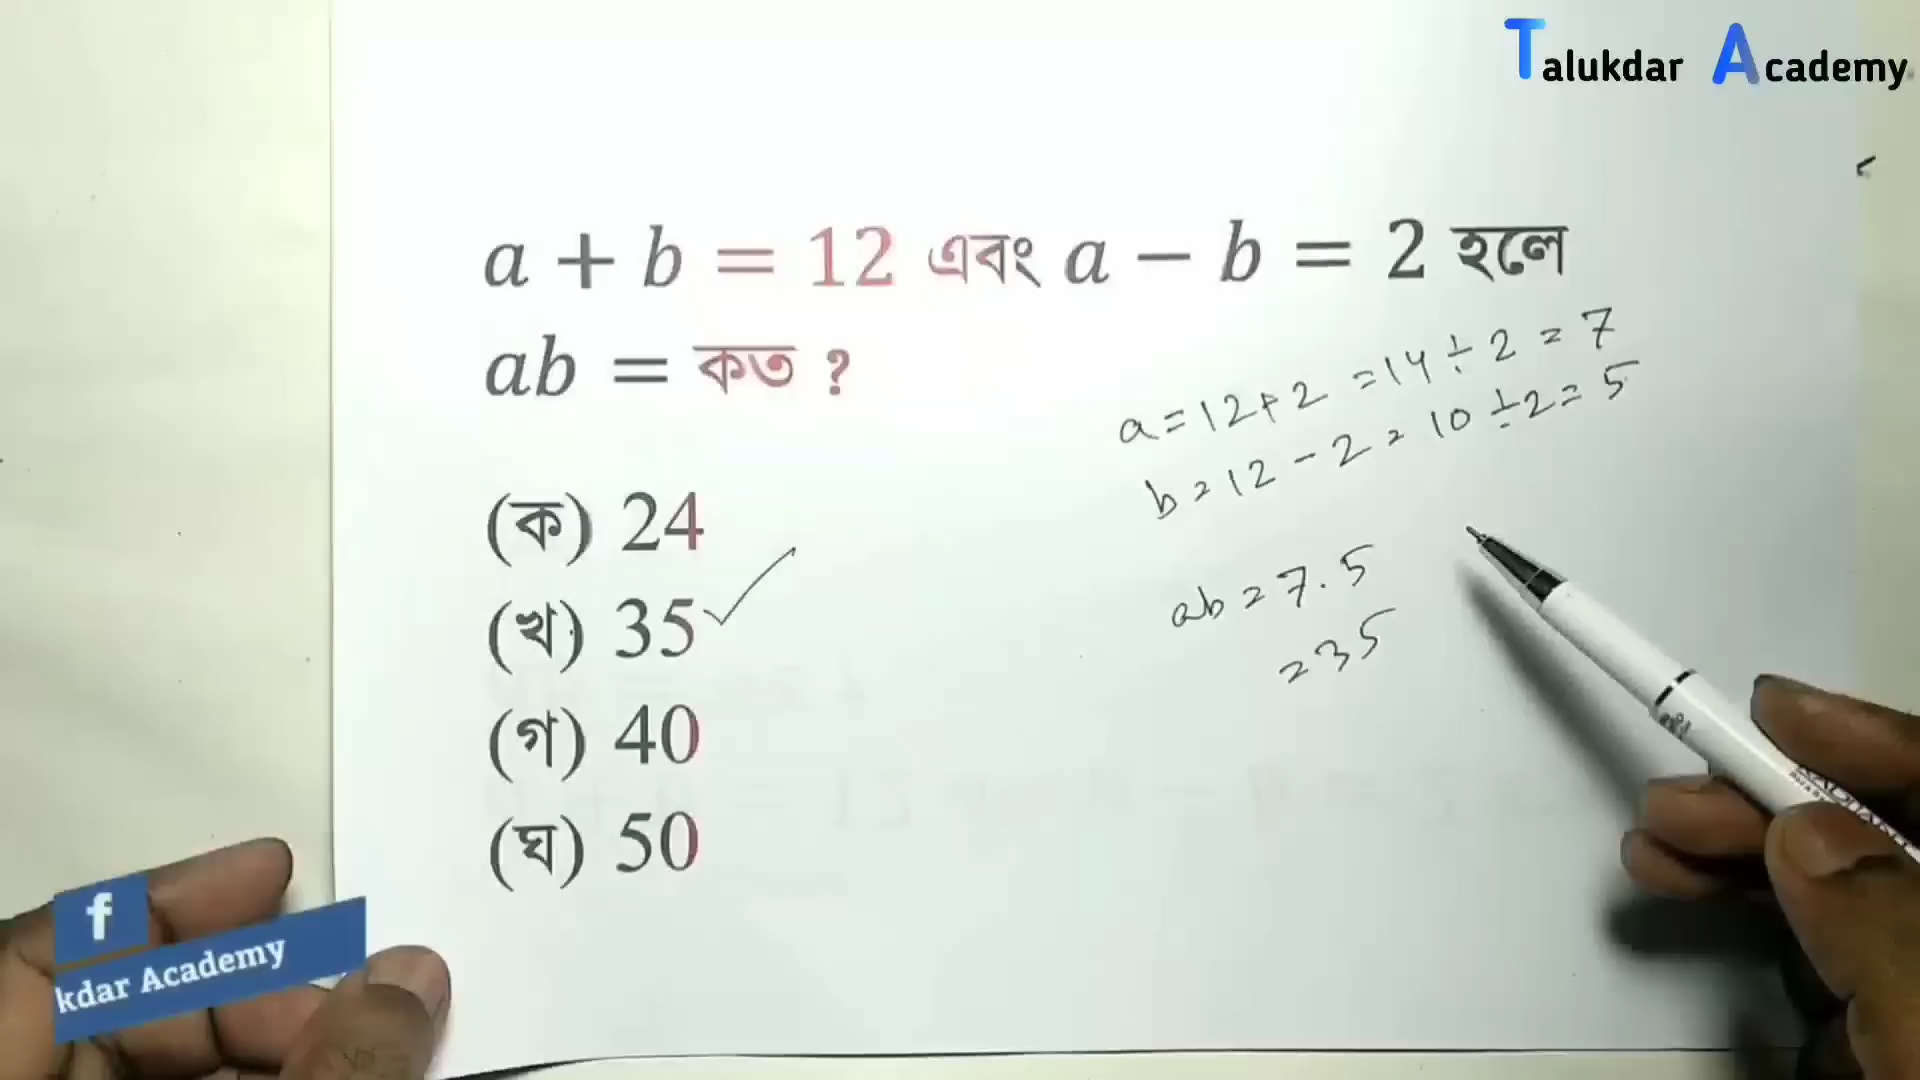 Talukdar Academy
a + b = 12 এবং a − b = 2 হলে
ab = কত ?
a = 12 + 2 = 14 ÷ 2 = 7
b = 12 - 2 = 10 ÷ 2 = 5
(ক) 24
(খ) 35
(গ) 40
(ঘ) 50
ab = 7.5
= 35
f
kdar Academy